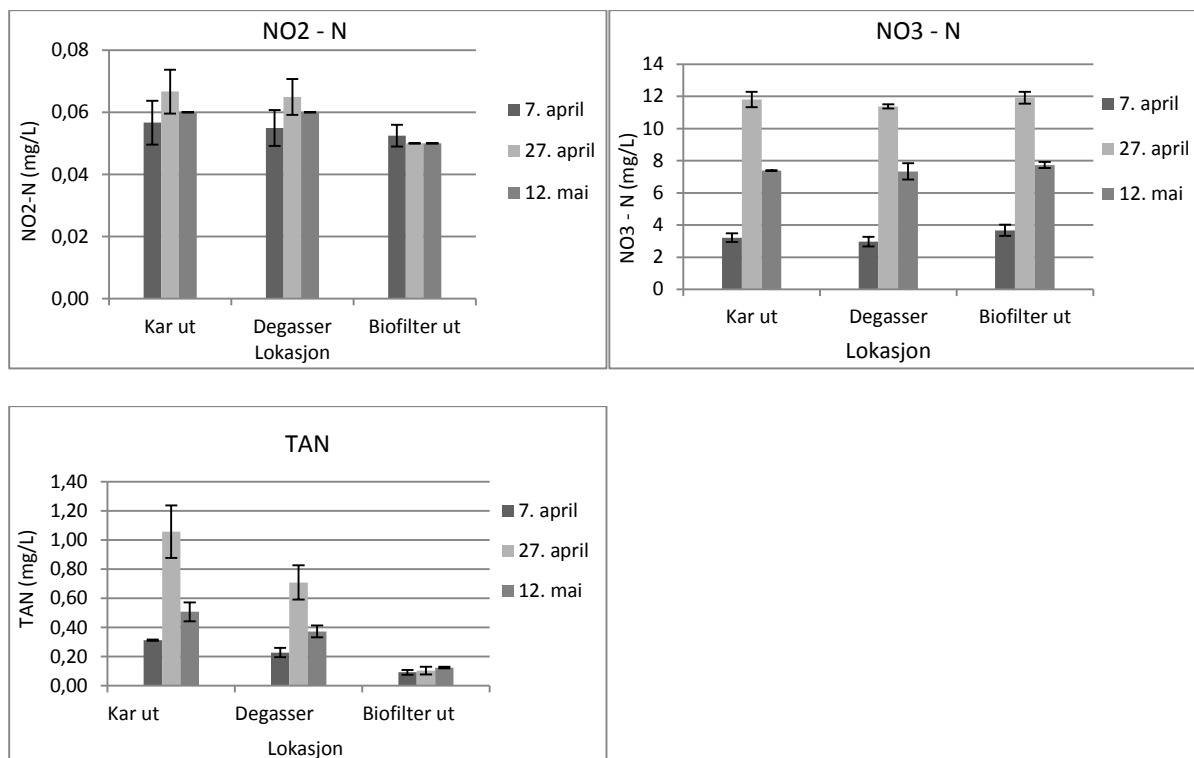 NO2 - N
NO2-N (mg/L)
0,08
0,06
0,04
0,02
0,00
Kar ut Degasser Biofilter ut
Lokasjon
7. april
27. april
12. mai
NO3 - N
NO3 - N (mg/L)
14
12
10
8
6
4
2
0
Kar ut Degasser Biofilter ut
Lokasjon
7. april
27. april
12. mai
TAN
TAN (mg/L)
1,40
1,20
1,00
0,80
0,60
0,40
0,20
0,00
Kar ut Degasser Biofilter ut
Lokasjon
7. april
27. april
12. mai